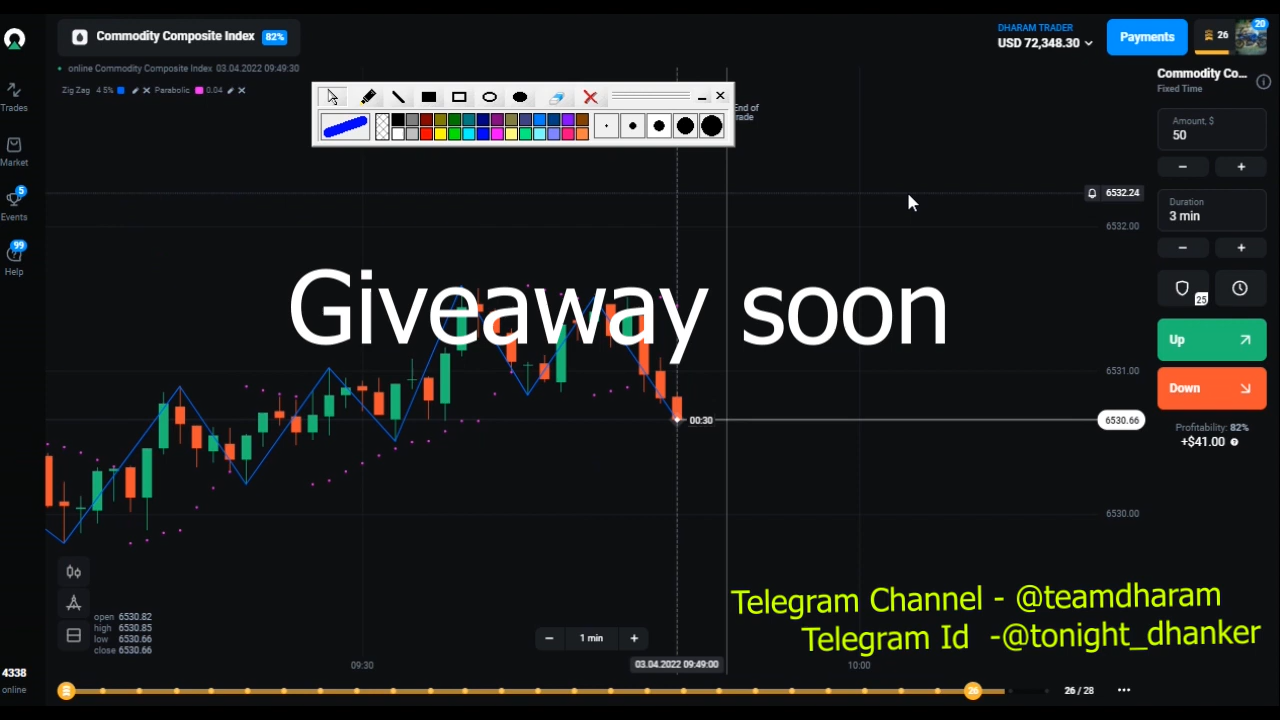 Commodity Composite Index 82%
DHARAM TRADER
USD 72,348.30
Payments
26
20
online Commodity Composite Index 03.04.2022 09:49:30
Zig Zag 4 5% Parabolic 0.04
Trades
Market
5
Events
99
Help
Commodity Co...
Fixed Time
Amount, $
50
Duration
3 min
25
Up
Down
Profitability: 82%
+$41.00
End of
rade
6532.24
6532.00
6531.00
6530.66
6530.00
Giveaway soon
00:30
Telegram Channel - @teamdharam
Telegram Id -@tonight_dhanker
open 6530.82
high 6530.85
low 6530.66
close 6530.66
1 min
09:30
03.04.2022 09:49:00
10:00
4338
online
26 / 28